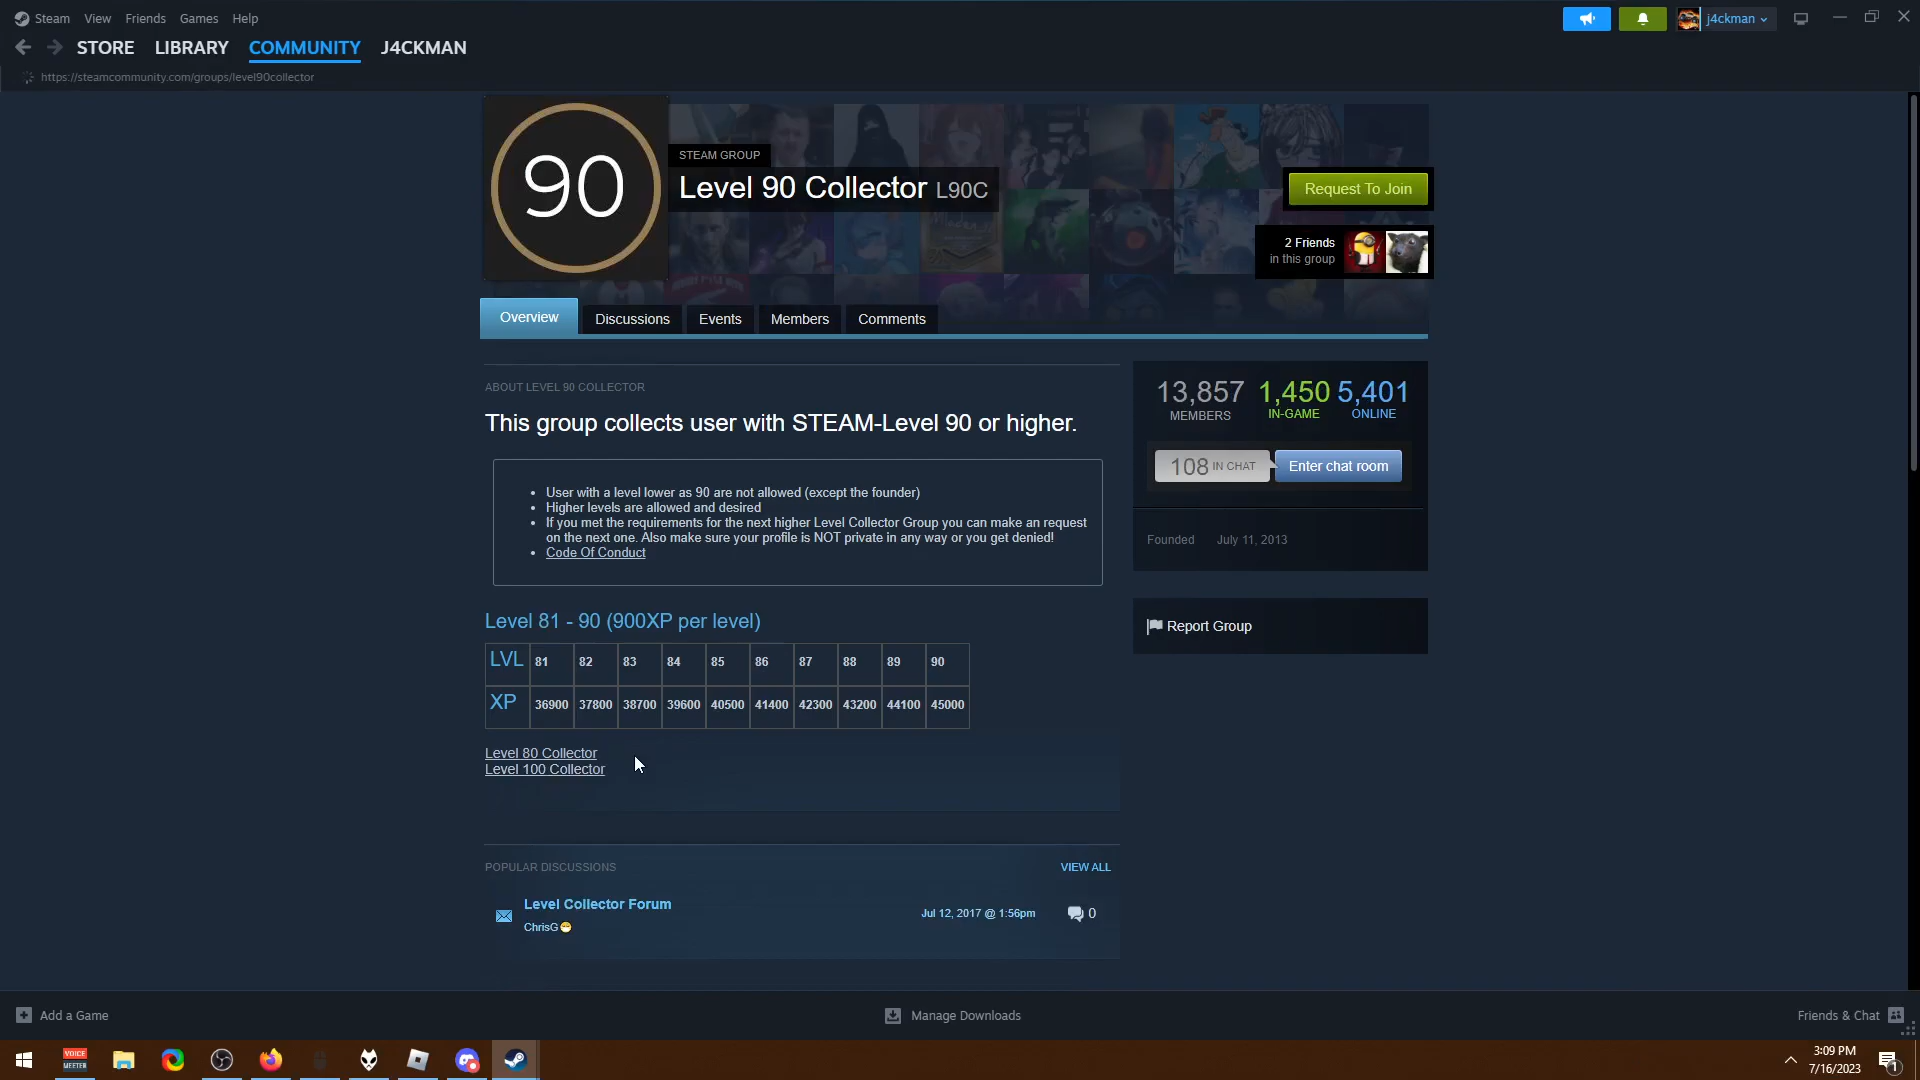 Steam View Friends Games Help
j4ckman
STORE LIBRARY COMMUNITY J4CKMAN
https://steamcommunity.com/groups/level90collector
90
STEAM GROUP
Level 90 Collector L90C
Request To Join
2 Friends
in this group
Overview Discussions Events Members Comments
ABOUT LEVEL 90 COLLECTOR
This group collects user with STEAM-Level 90 or higher.
• User with a level lower as 90 are not allowed (except the founder)
• Higher levels are allowed and desired
• If you met the requirements for the next higher Level Collector Group you can make an request
on the next one. Also make sure your profile is NOT private in any way or you get denied!
• Code Of Conduct
13,857 1,450 5,401
MEMBERS IN-GAME ONLINE
108 IN CHAT Enter chat room
Founded July 11, 2013
Report Group
Level 81 - 90 (900XP per level)
LVL 81 82 83 84 85 86 87 88 89 90
XP 36900 37800 38700 39600 40500 41400 42300 43200 44100 45000
Level 80 Collector
Level 100 Collector
POPULAR DISCUSSIONS VIEW ALL
Level Collector Forum
ChrisG
Jul 12, 2017 @ 1:56pm 0
Add a Game Manage Downloads Friends & Chat
VOICE
MEETER
3:09 PM
7/16/2023
1